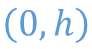 (0, h)